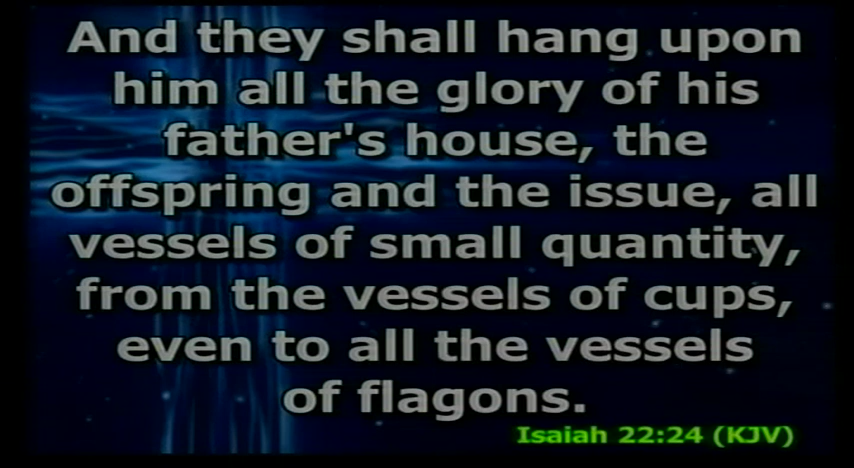 And they shall hang upon
him all the glory of his
father's house, the
offspring and the issue, all
vessels of small quantity,
from the vessels of cups,
even to all the vessels
of flagons.
Isaiah 22:24 (KJV)